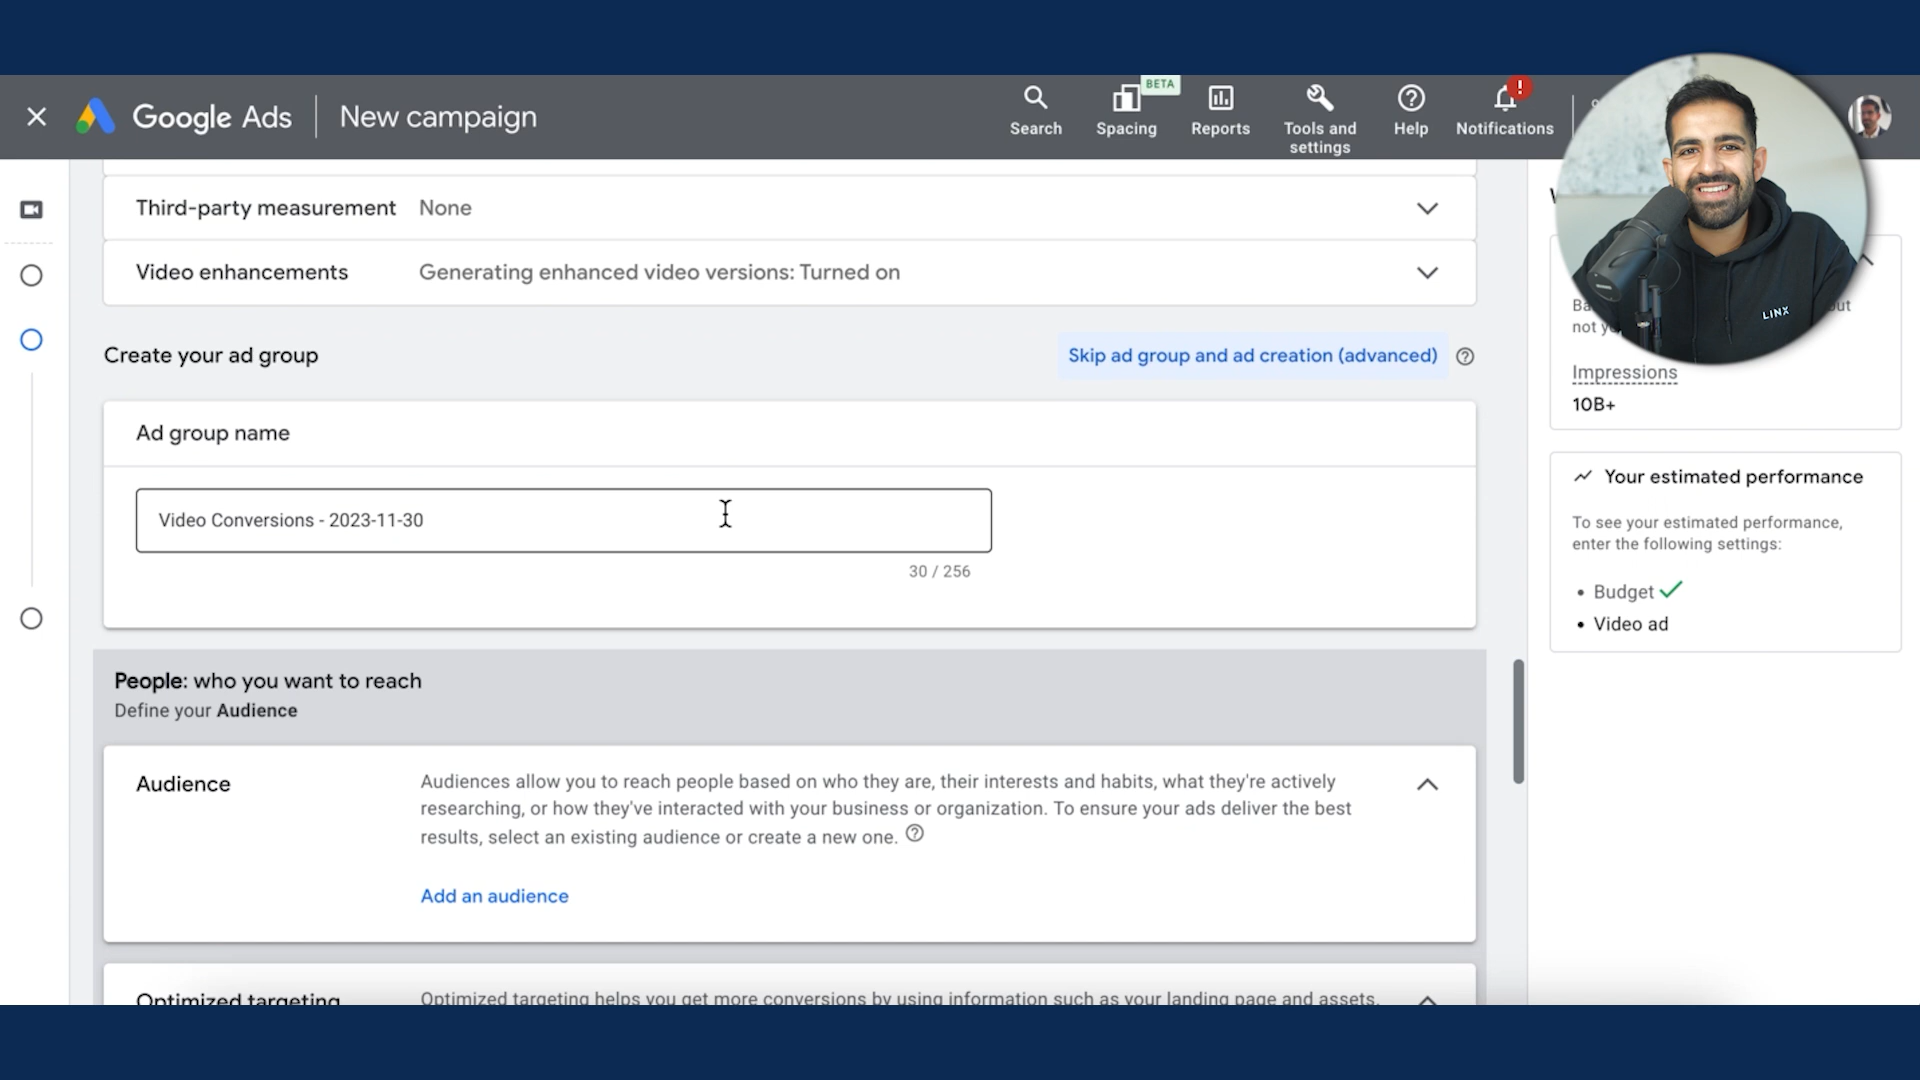 Google Ads
New campaign
Search
BETA
Spacing
Reports
Tools and
settings
Help
!
Notifications
Third-party measurement None
Video enhancements Generating enhanced video versions: Turned on
Create your ad group
Skip ad group and ad creation (advanced)
Ad group name
Video Conversions - 2023-11-30
30 / 256
People: who you want to reach
Define your Audience
Audience
Audiences allow you to reach people based on who they are, their interests and habits, what they're actively
researching, or how they've interacted with your business or organization. To ensure your ads deliver the best
results, select an existing audience or create a new one.
Add an audience
Optimized targeting Optimized targeting helps you get more conversions by using information such as your landing page and assets.
LINX
not
Impressions
10B+
Your estimated performance
To see your estimated performance,
enter the following settings:
• Budget
• Video ad